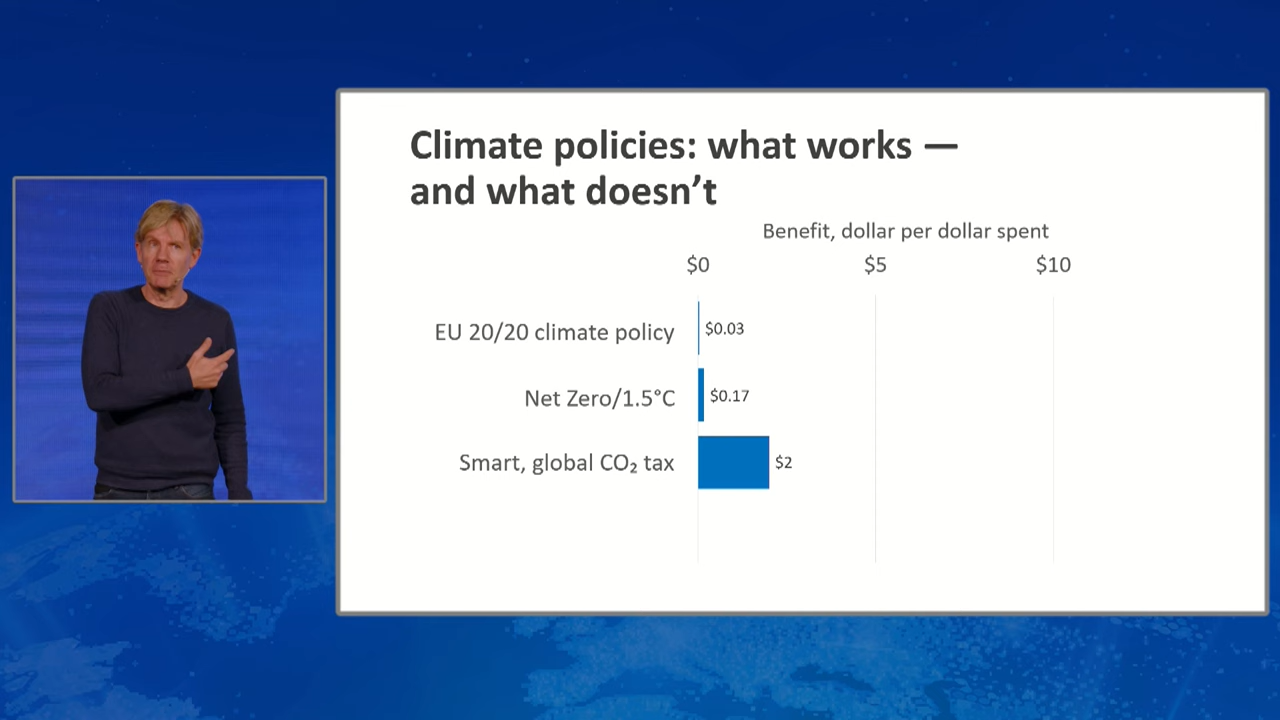 Climate policies: what works —
and what doesn’t
Benefit, dollar per dollar spent
$0 $5 $10
EU 20/20 climate policy $0.03
Net Zero/1.5°C $0.17
Smart, global CO₂ tax $2